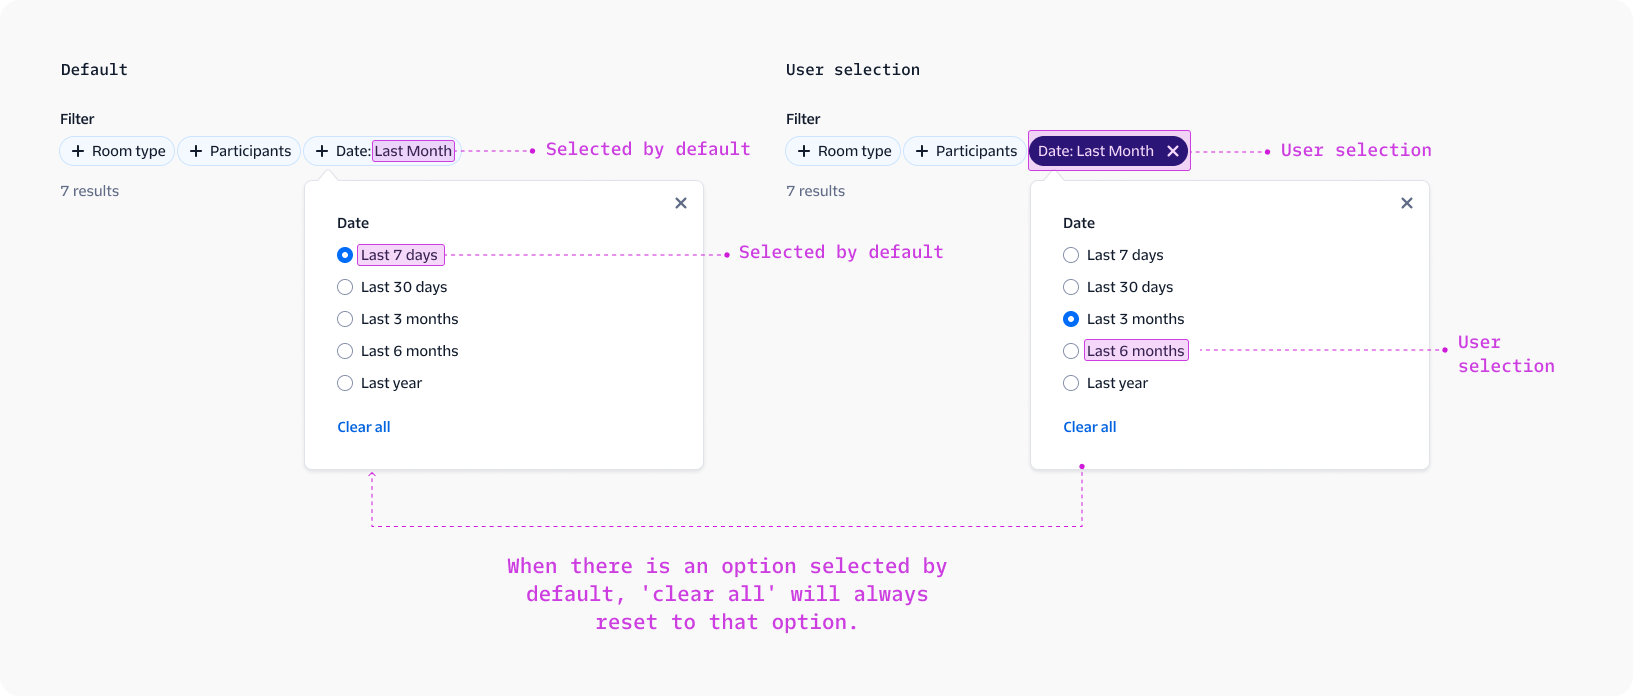 Default
Filter
Room type
Participants
Date: Last Month
Selected by default
7 results
Date
Last 7 days
Selected by default
Last 30 days
Last 3 months
Last 6 months
Last year
Clear all
User selection
Filter
Room type
Participants
Date: Last Month
User selection
7 results
Date
Last 7 days
Last 30 days
Last 3 months
Last 6 months
User
selection
Last year
Clear all
When there is an option selected by
default, 'clear all' will always
reset to that option.